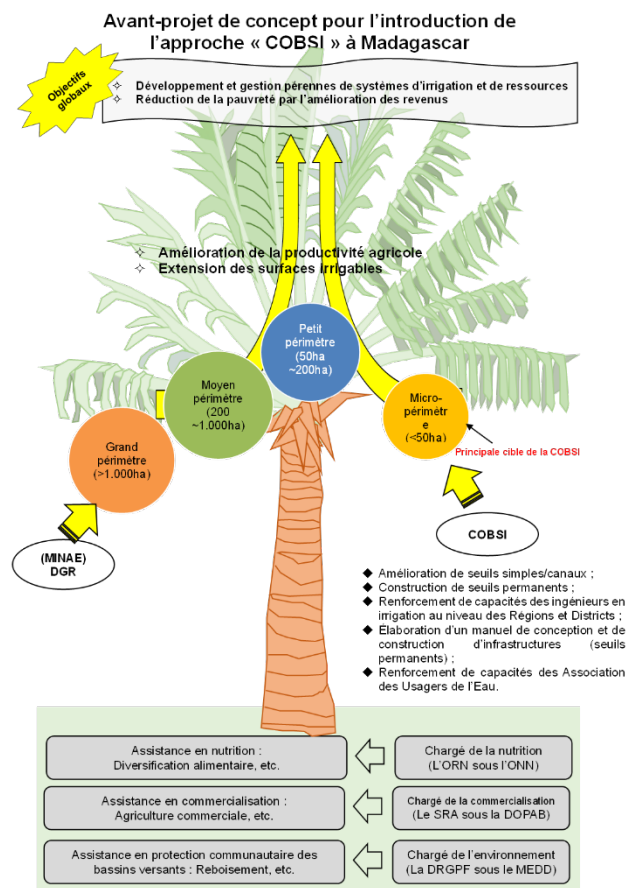 Avant-projet de concept pour l'introduction de
l'approche « COBSI » à Madagascar
Objectifs
globaux
✧ Développement et gestion pérennes de systèmes d'irrigation et de ressources
✧ Réduction de la pauvreté par l'amélioration des revenus
✧ Amélioration de la productivité agricole
✧ Extension des surfaces irrigables
Petit
périmètre
(50ha
~200ha)
Moyen
périmètre
(200
~1.000ha)
Grand
périmètre
(>1.000ha)
Micro-
périmètr
e
(<50ha)
Principale cible de la COBSI
(MINAE)
DGR
COBSI
◆ Amélioration de seuils simples/canaux ;
◆ Construction de seuils permanents ;
◆ Renforcement de capacités des ingénieurs en
irrigation au niveau des Régions et Districts ;
◆ Élaboration d'un manuel de conception et de
construction d'infrastructures (seuils
permanents) ;
◆ Renforcement de capacités des Association
des Usagers de l'Eau.
Assistance en nutrition :
Diversification alimentaire, etc.
Chargé de la nutrition
(L'ORN sous l'ONN)
Assistance en commercialisation :
Agriculture commerciale, etc.
Chargé de la commercialisation
(Le SRA sous la DOPAB)
Assistance en protection communautaire des
bassins versants : Reboisement, etc.
Chargé de l'environnement
(La DRGPF sous le MEDD)